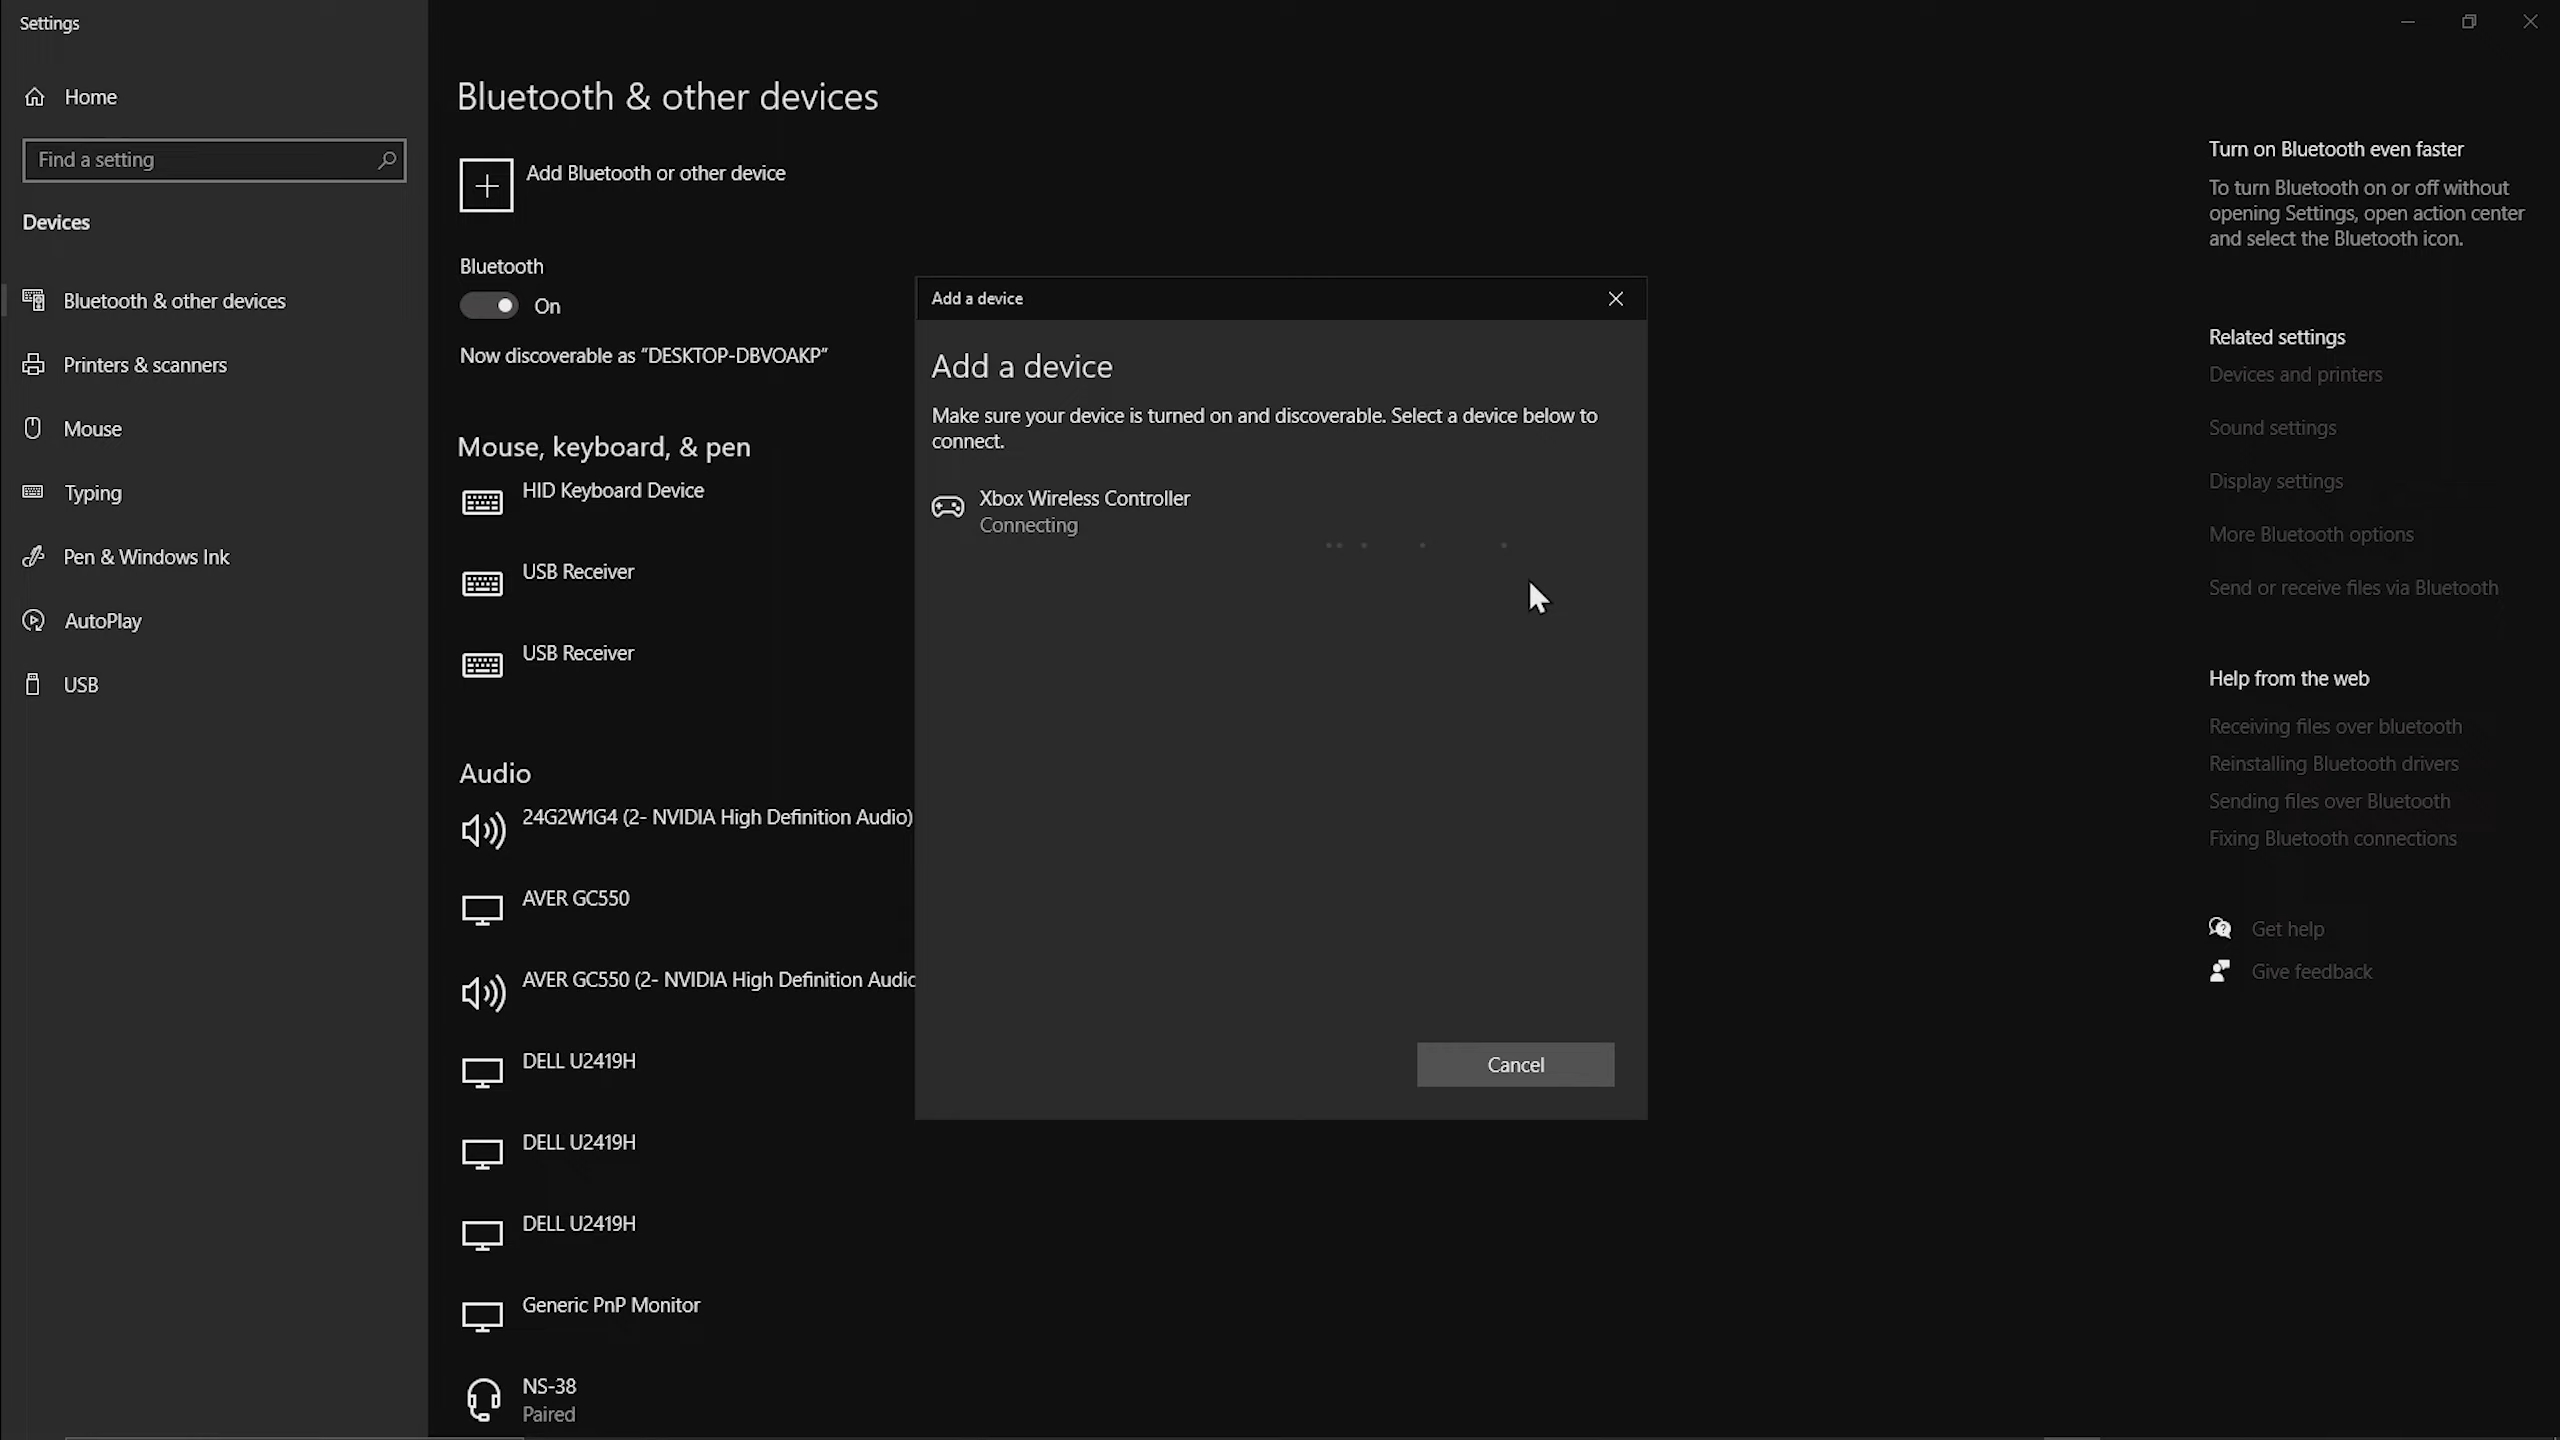 Settings
Home
Find a setting
Devices
Bluetooth & other devices
Printers & scanners
Mouse
Typing
Pen & Windows Ink
AutoPlay
USB
Bluetooth & other devices
Add Bluetooth or other device
Bluetooth
On
Now discoverable as "DESKTOP-DBVOAKP"
Mouse, keyboard, & pen
HID Keyboard Device
USB Receiver
USB Receiver
Audio
24G2W1G4 (2- NVIDIA High Definition Audio)
AVER GC550
AVER GC550 (2- NVIDIA High Definition Audio
DELL U2419H
DELL U2419H
DELL U2419H
Generic PnP Monitor
NS-38
Paired
Add a device
Add a device
Make sure your device is turned on and discoverable. Select a device below to
connect.
Xbox Wireless Controller
Connecting
Cancel
Turn on Bluetooth even faster
To turn Bluetooth on or off without
opening Settings, open action center
and select the Bluetooth icon.
Related settings
Devices and printers
Sound settings
Display settings
More Bluetooth options
Send or receive files via Bluetooth
Help from the web
Receiving files over bluetooth
Reinstalling Bluetooth drivers
Sending files over Bluetooth
Fixing Bluetooth connections
Get help
Give feedback